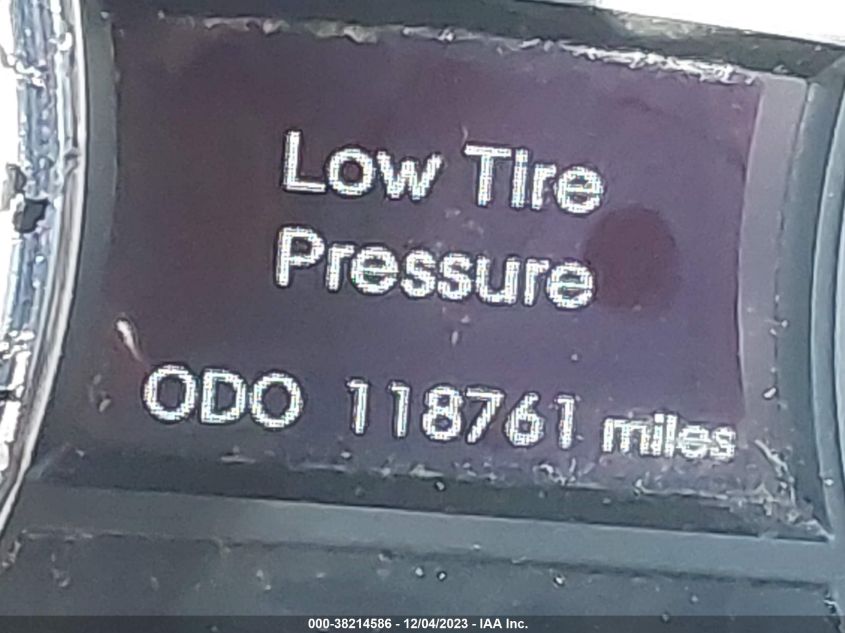 Low Tire
Pressure
ODO 118761 miles
000-38214586 - 12/04/2023 - IAA Inc.